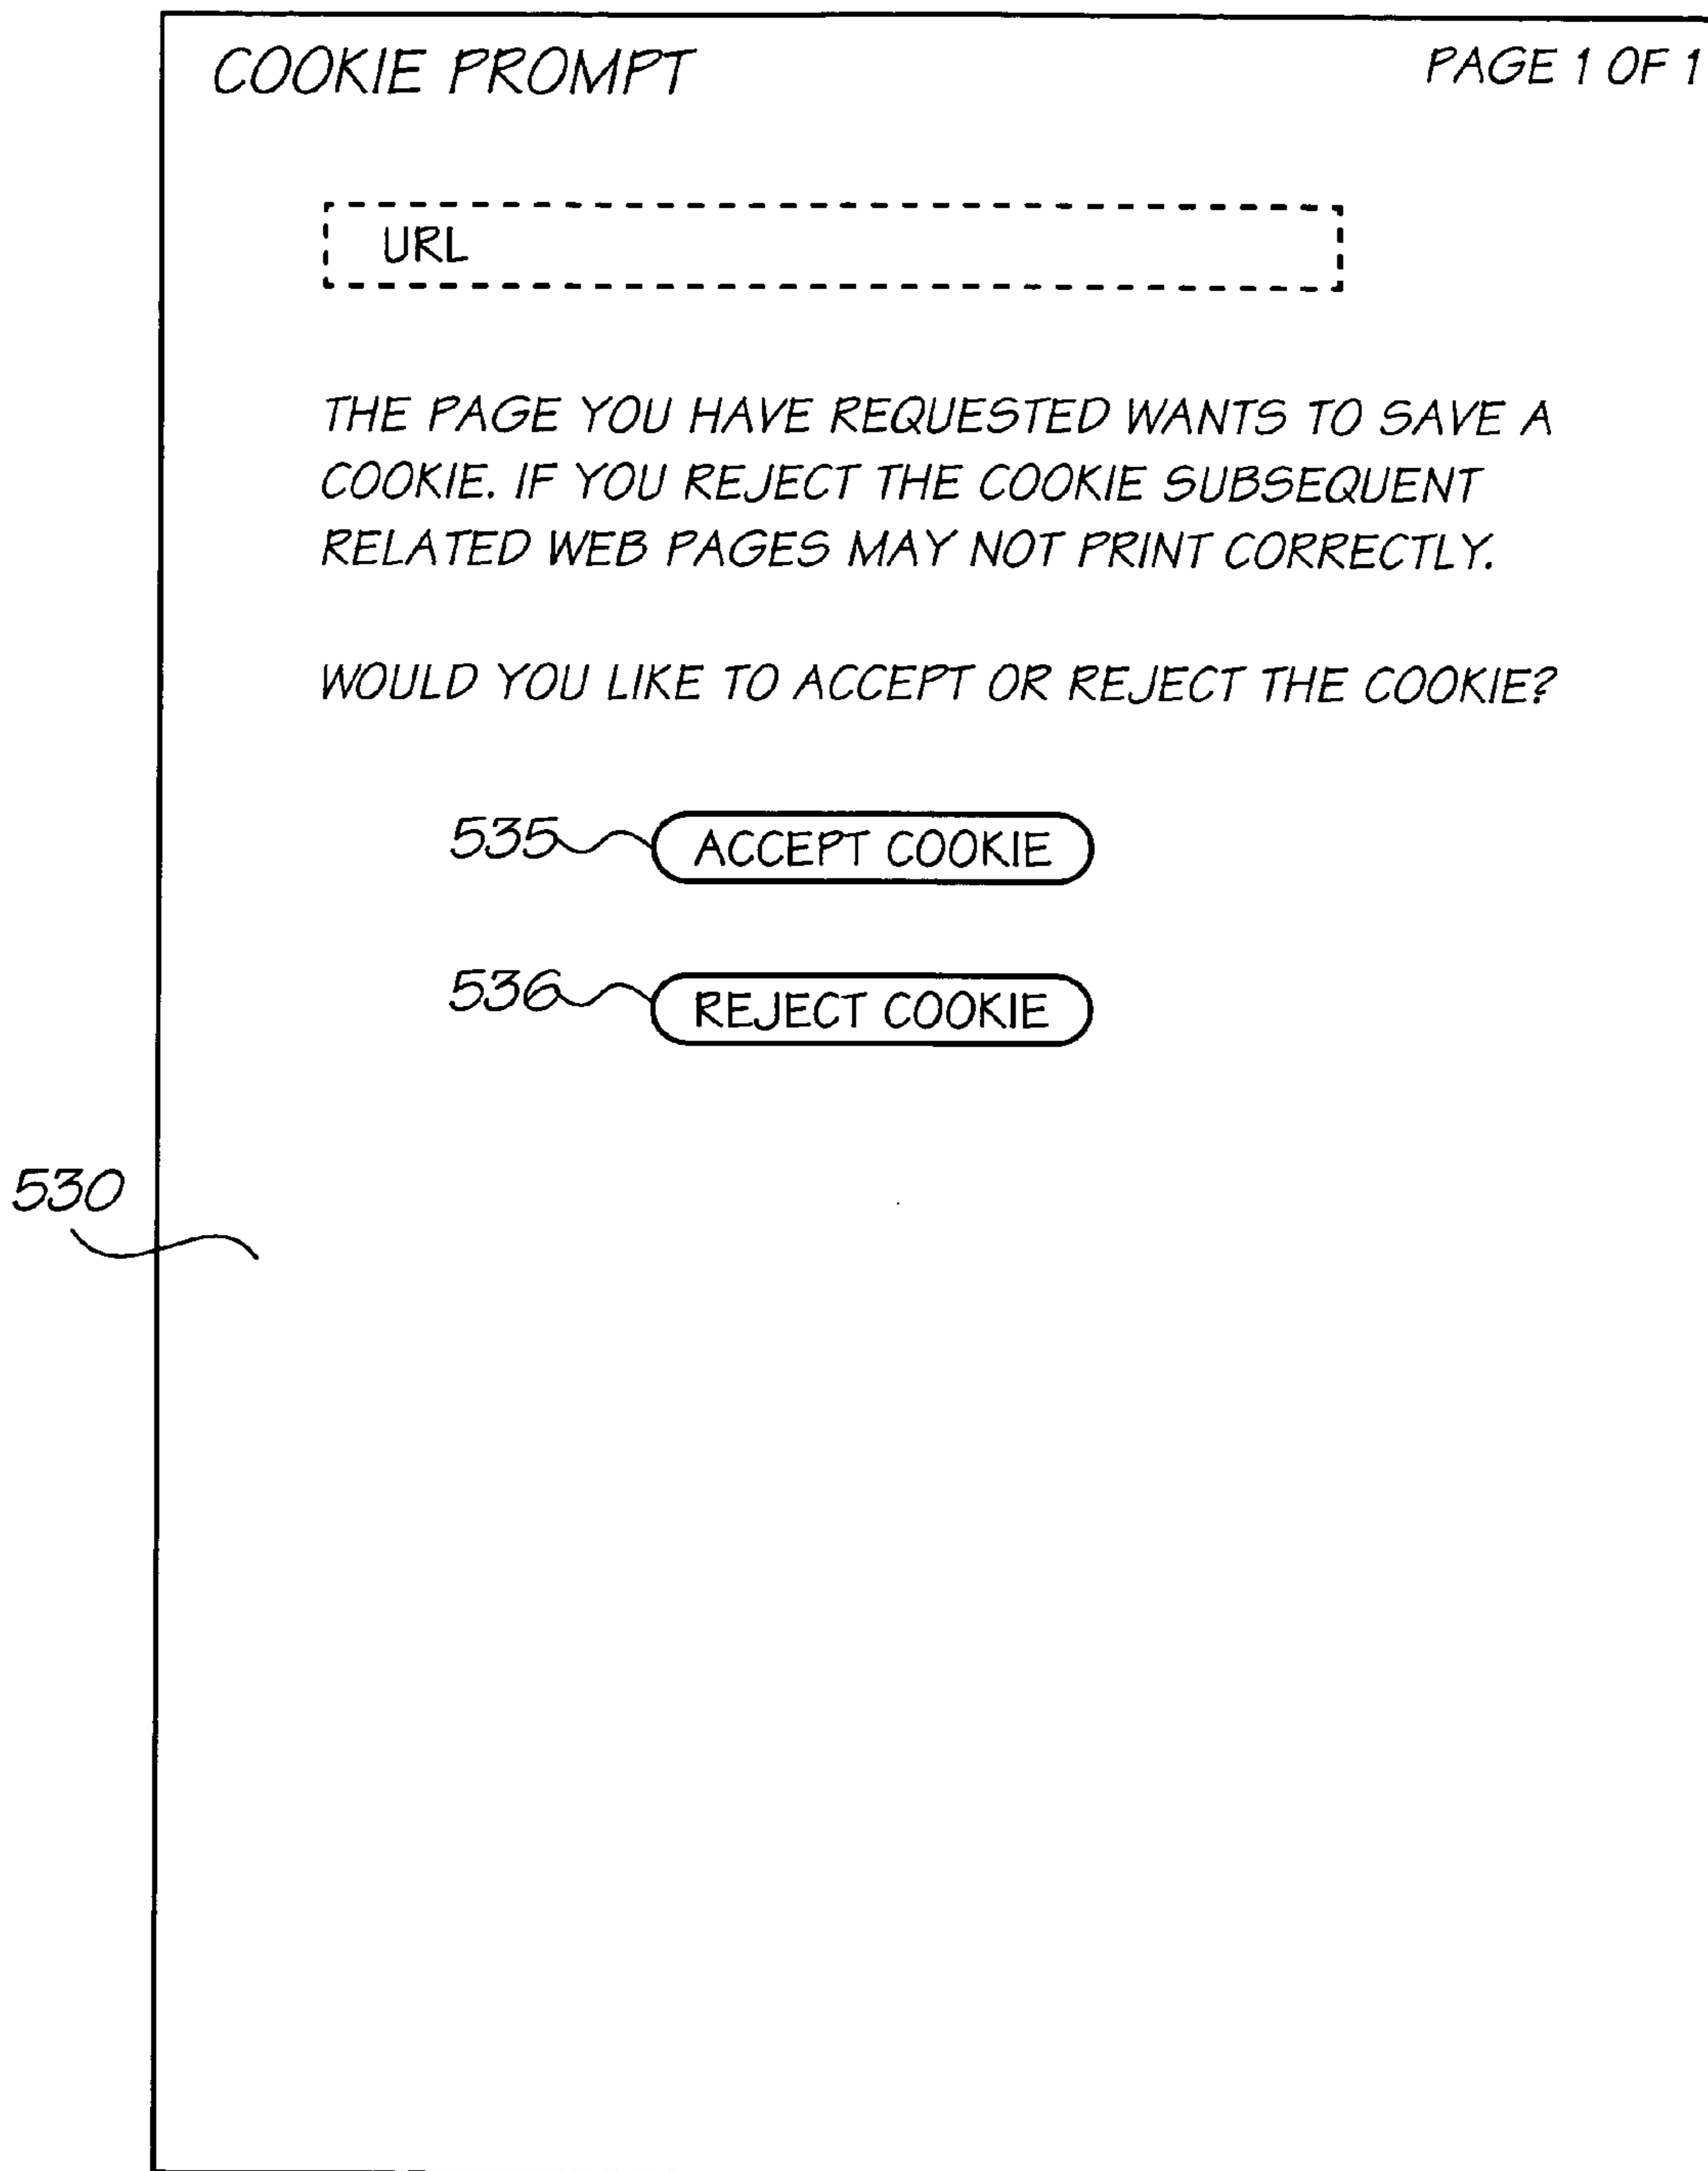 COOKIE PROMPT
PAGE 1 OF 1
URL
THE PAGE YOU HAVE REQUESTED WANTS TO SAVE A
COOKIE. IF YOU REJECT THE COOKIE SUBSEQUENT
RELATED WEB PAGES MAY NOT PRINT CORRECTLY.
WOULD YOU LIKE TO ACCEPT OR REJECT THE COOKIE?
535 ACCEPT COOKIE
536 REJECT COOKIE
530